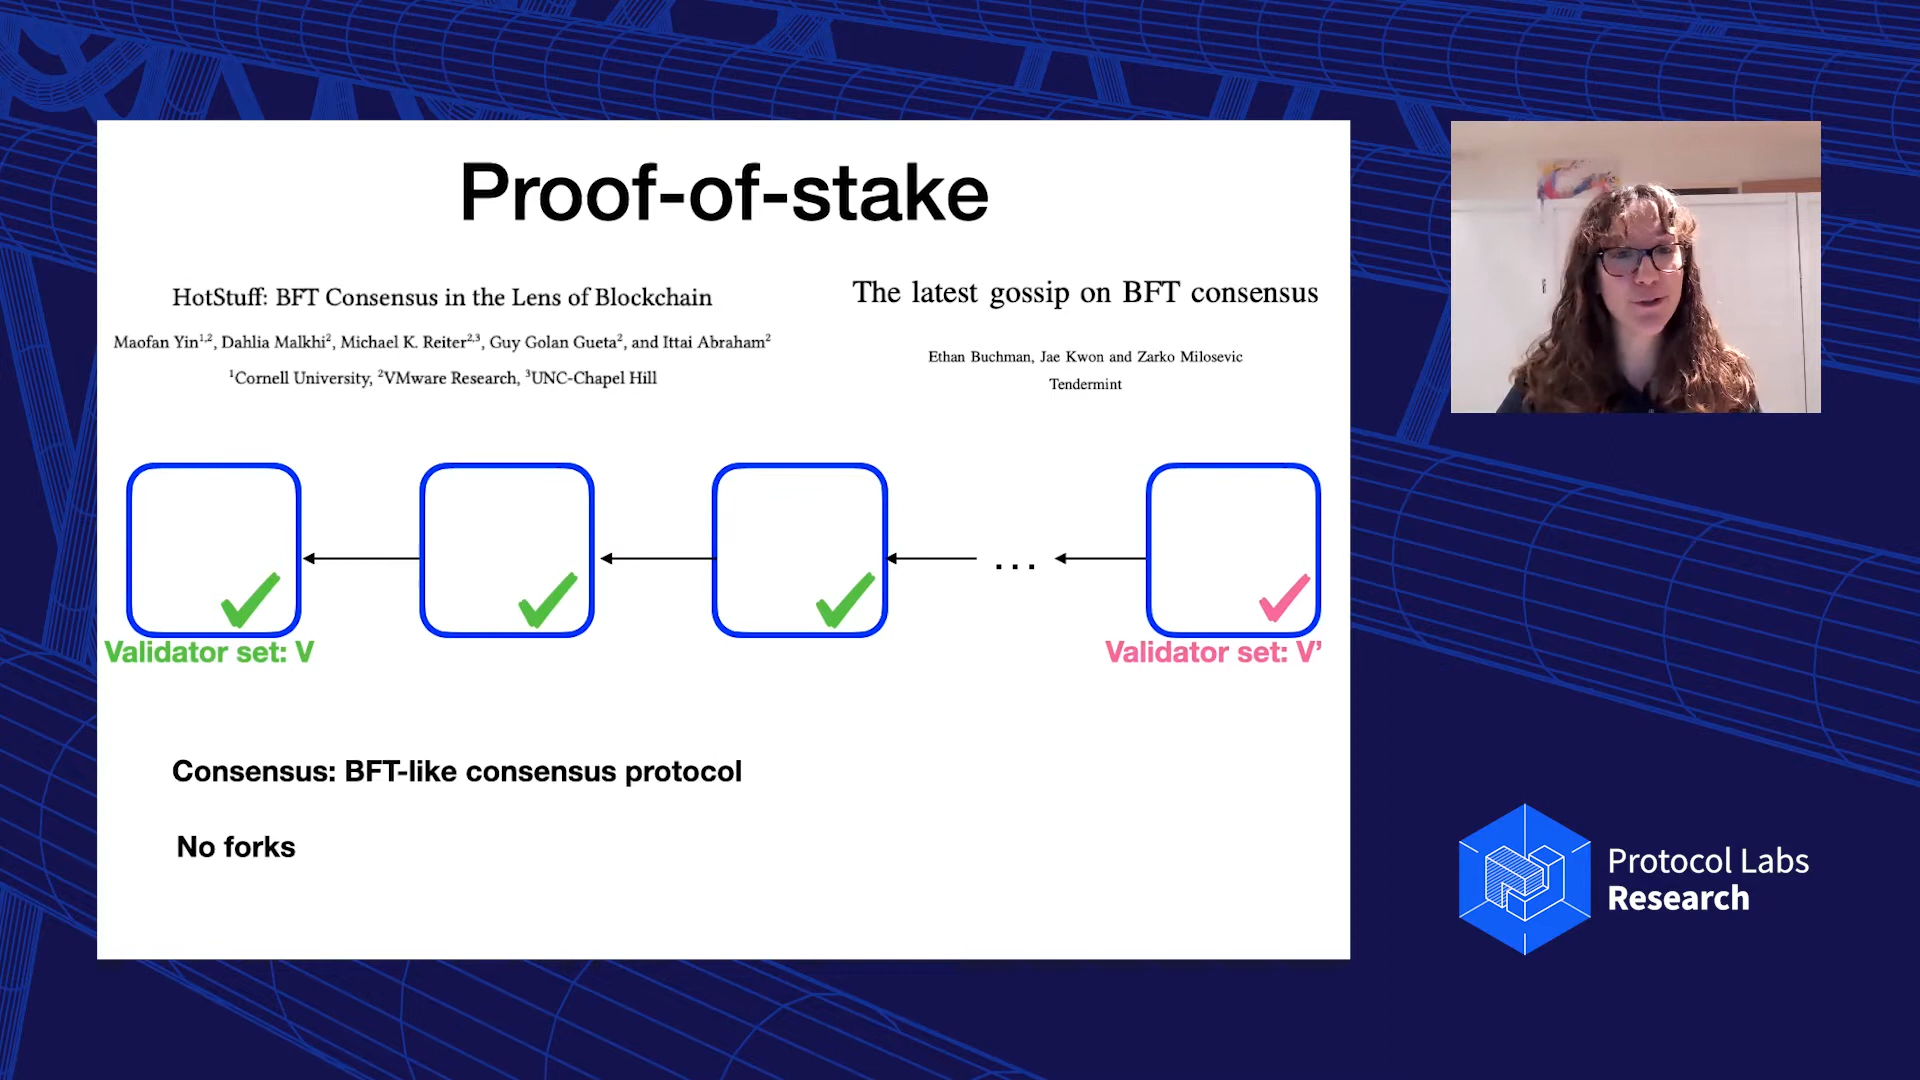 Proof-of-stake
HotStuff: BFT Consensus in the Lens of Blockchain
Maofan Yin1,2, Dahlia Malkhi2, Michael K. Reiter2,3, Guy Golan Gueta2, and Ittai Abraham2
1Cornell University, 2VMware Research, 3UNC-Chapel Hill
The latest gossip on BFT consensus
Ethan Buchman, Jae Kwon and Zarko Milosevic
Tendermint
...
Validator set: V
Validator set: V'
Consensus: BFT-like consensus protocol
No forks
Protocol Labs
Research